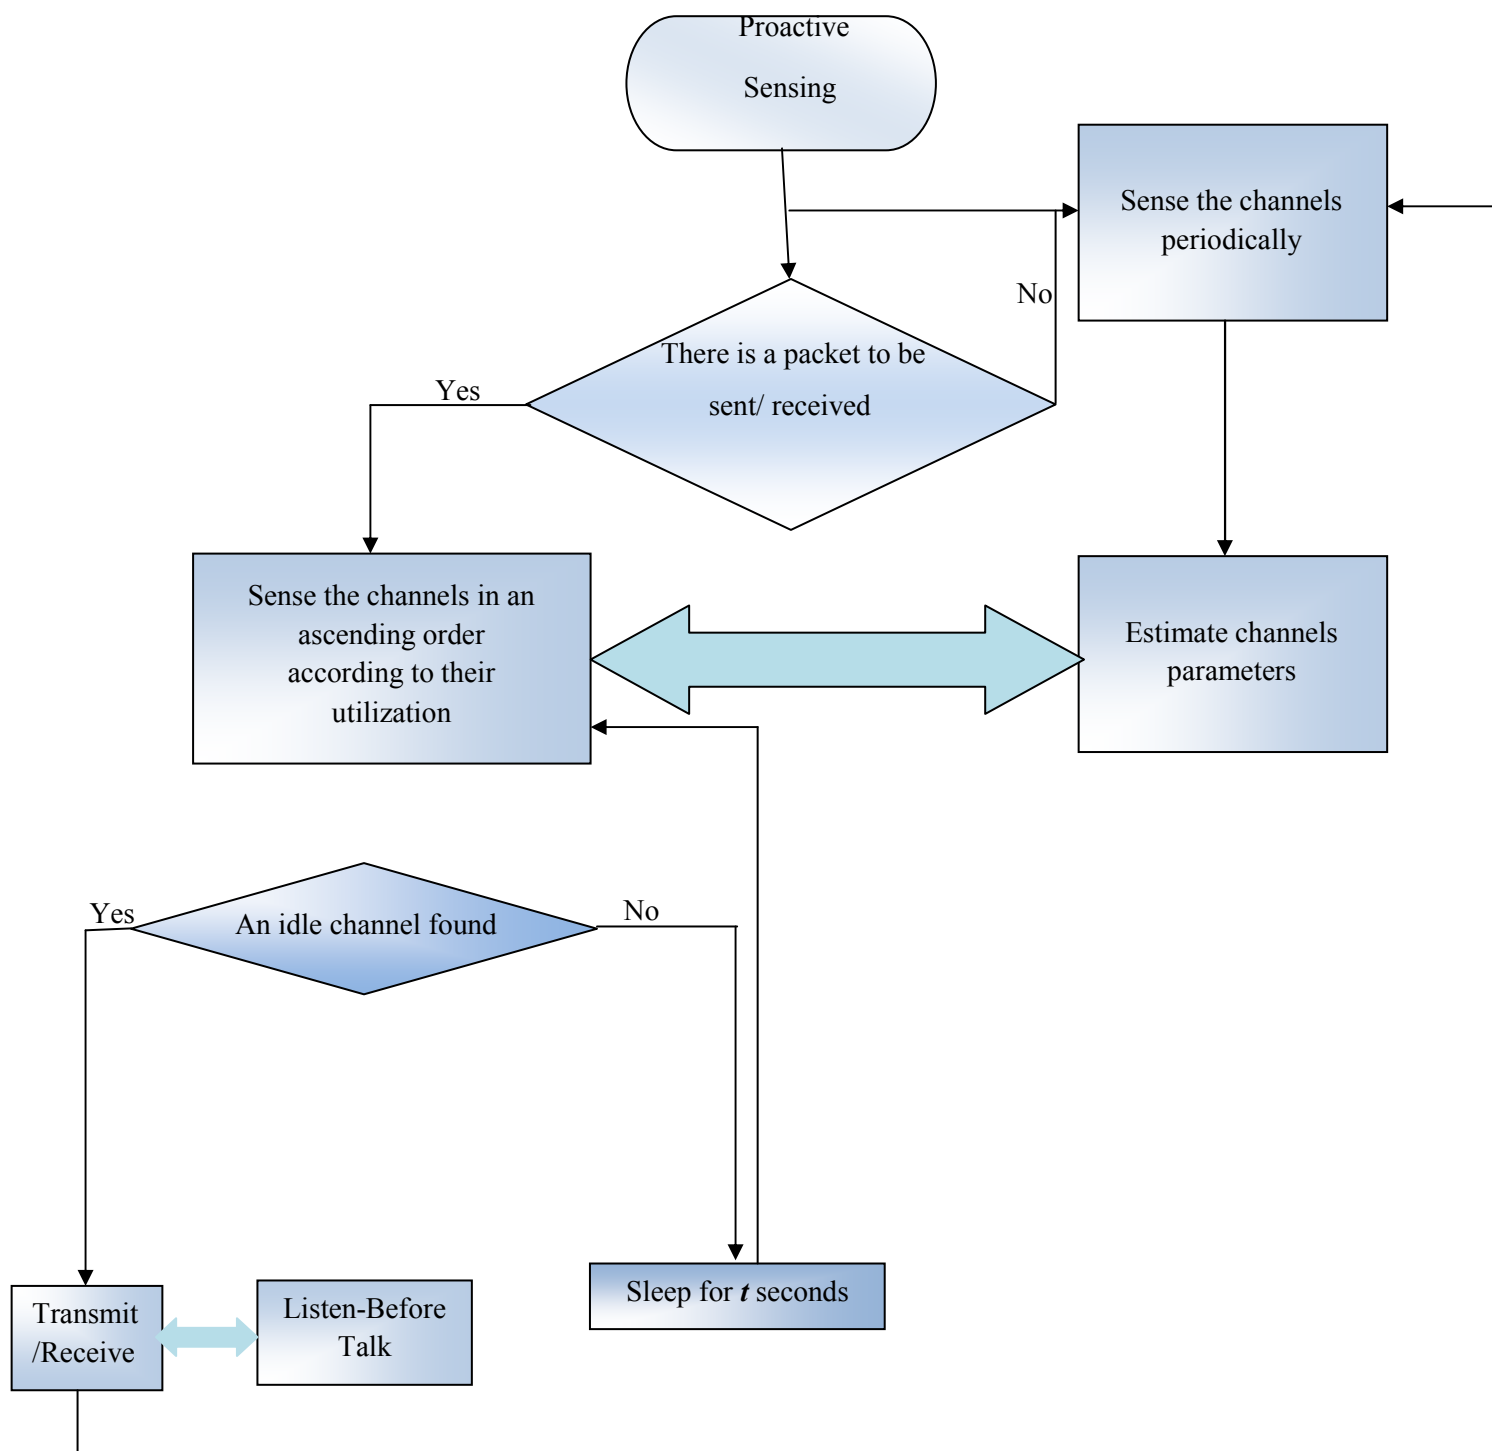 Proactive
Sensing
Sense the channels
periodically
No
There is a packet to be
sent/ received
Yes
Sense the channels in an
ascending order
according to their
utilization
Estimate channels
parameters
Yes
An idle channel found
No
Sleep for t seconds
Transmit
/Receive
Listen-Before
Talk